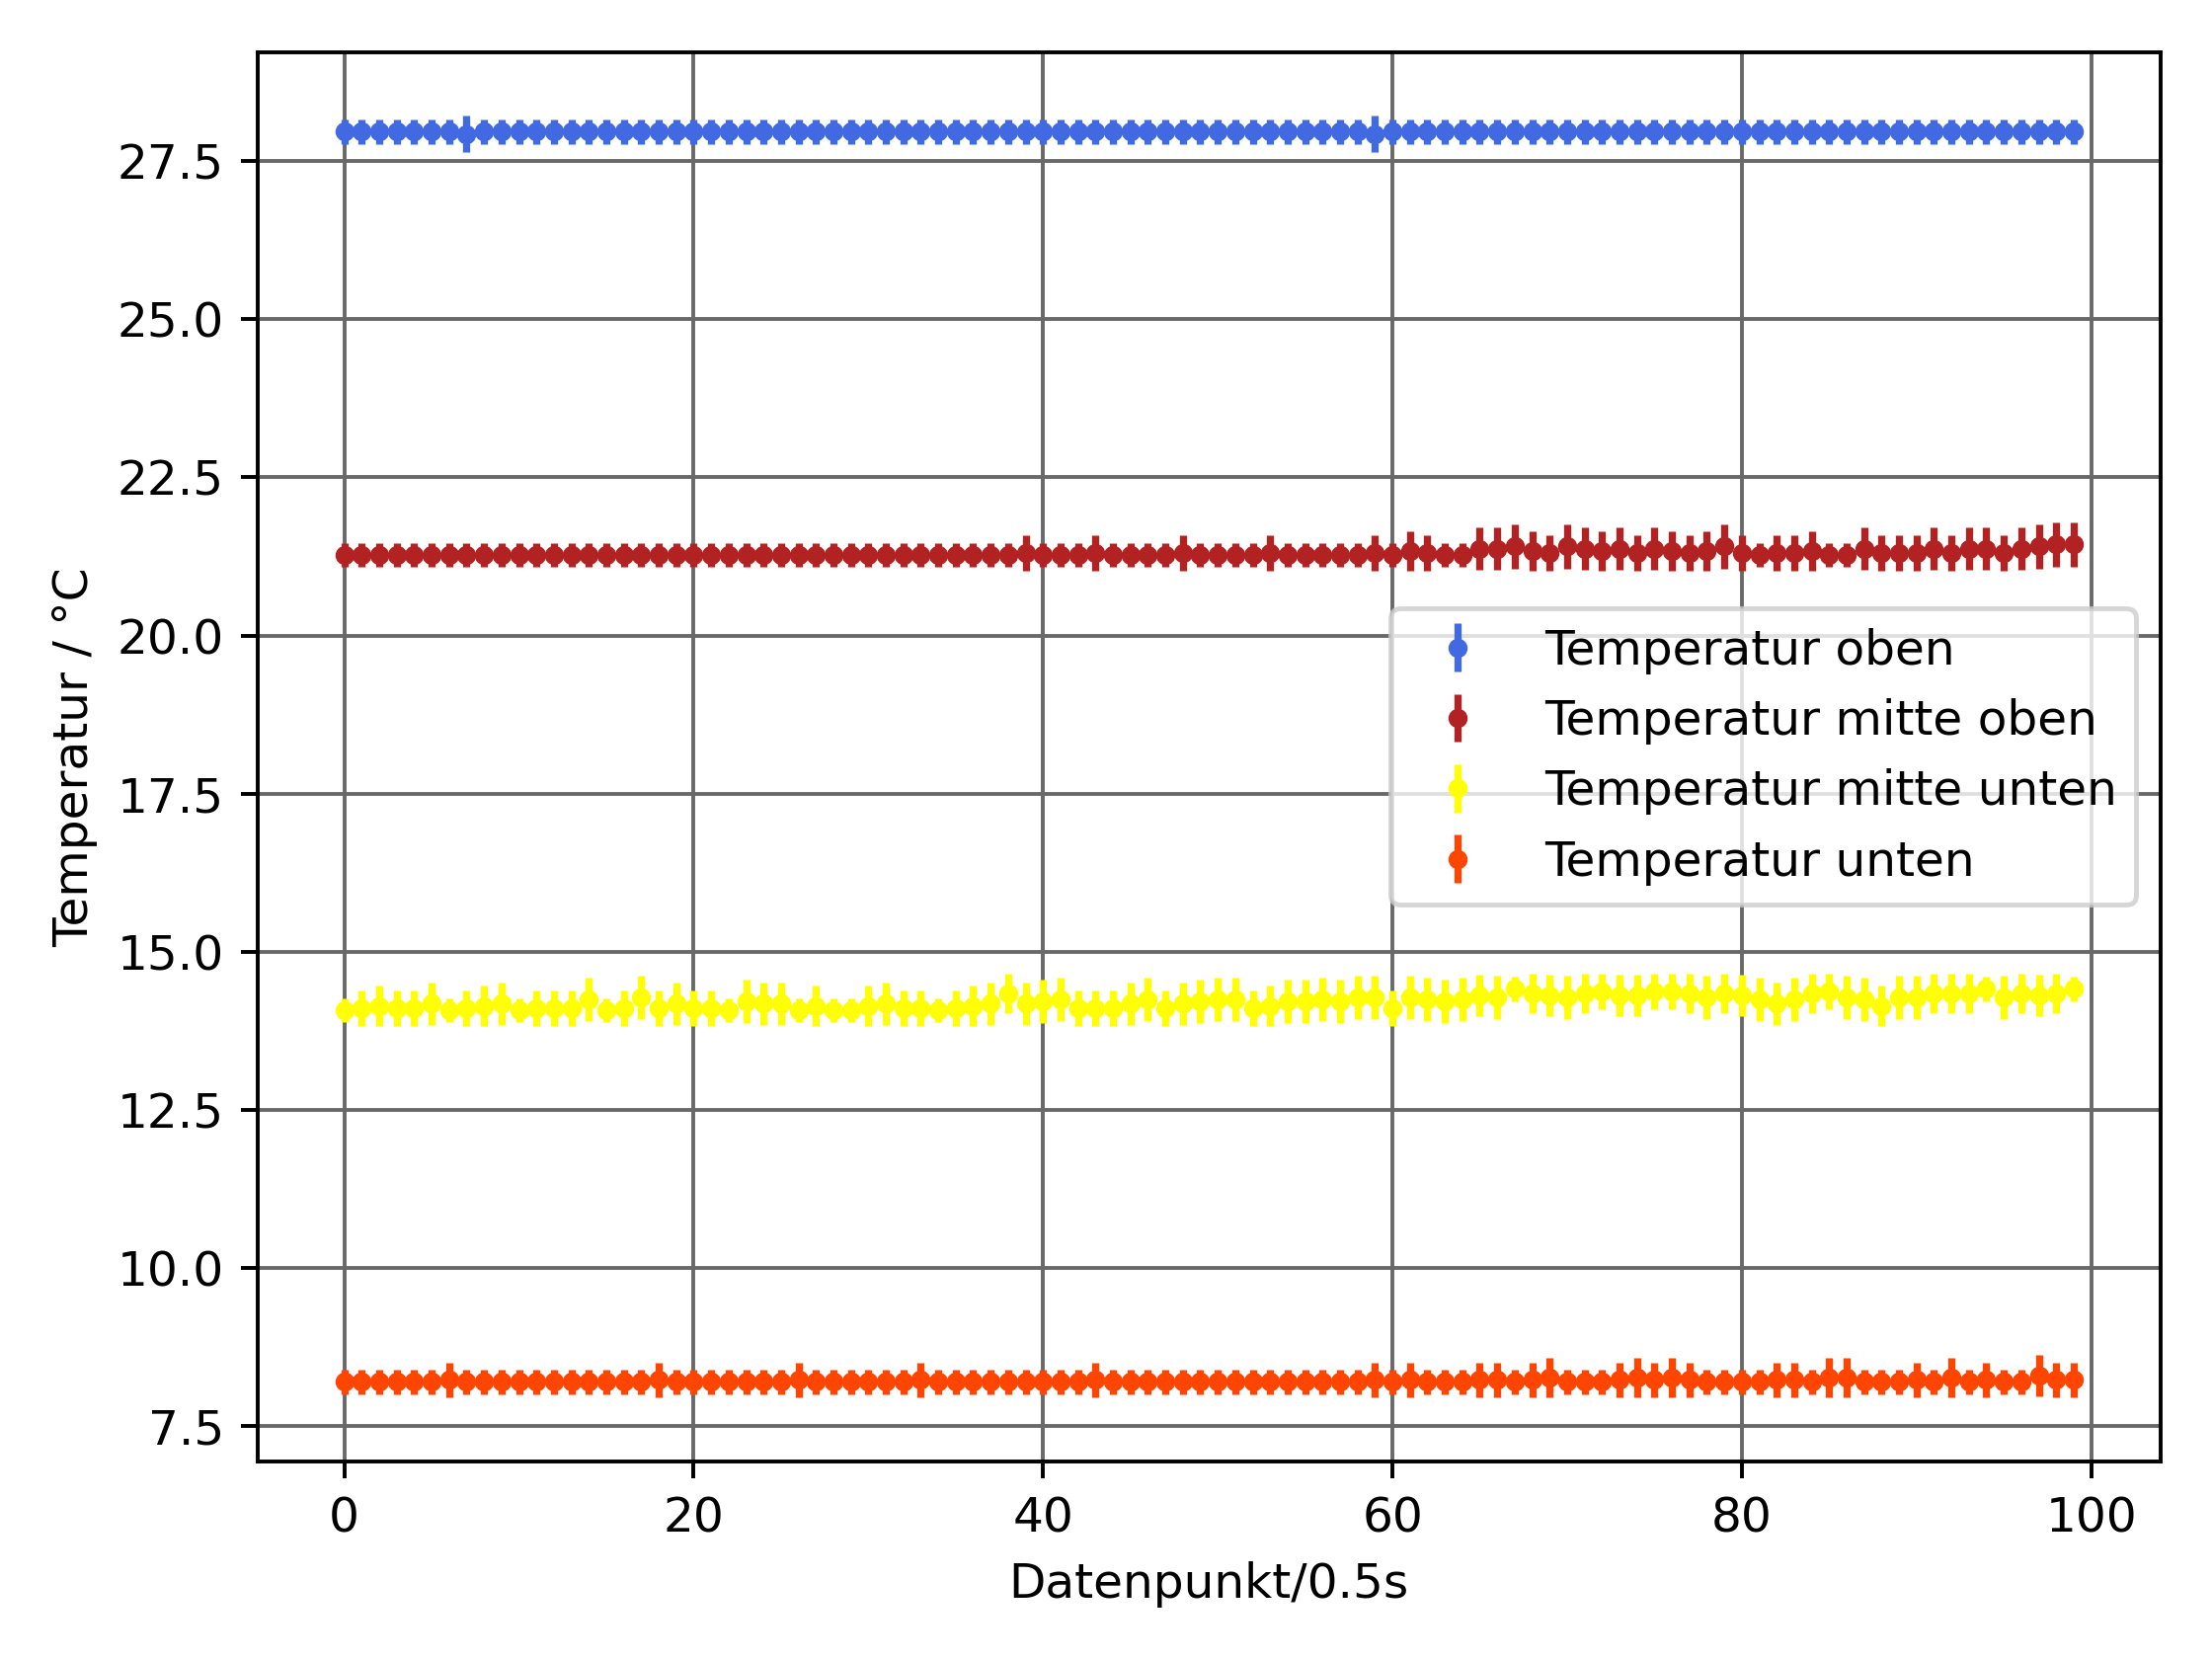 Temperatur / °C
27.5
25.0
22.5
20.0
17.5
15.0
12.5
10.0
7.5
Temperatur oben
Temperatur mitte oben
Temperatur mitte unten
Temperatur unten
0 20 40 60 80 100
Datenpunkt/0.5s